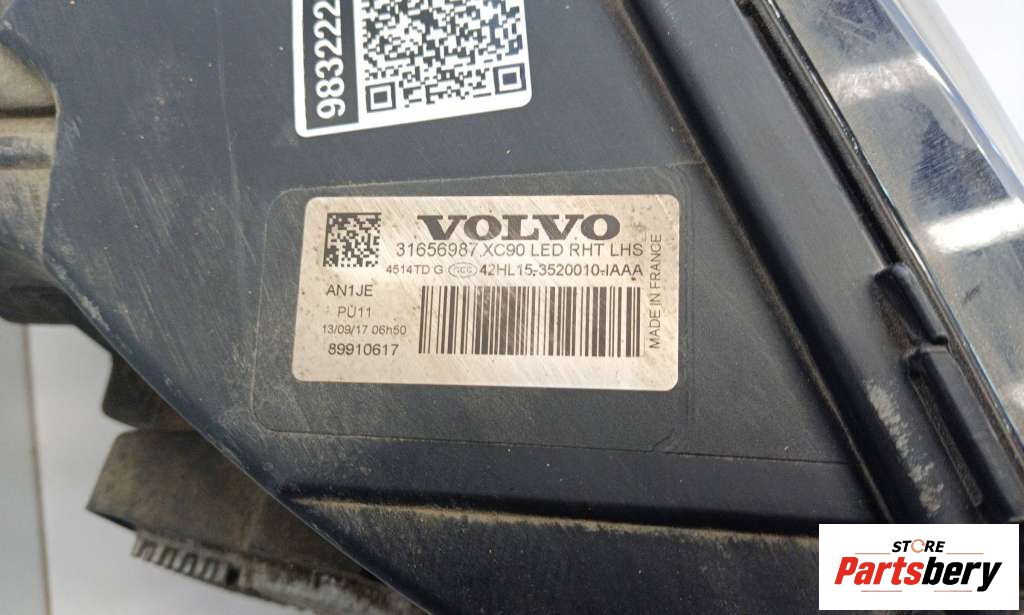 983222
VOLVO
31656987 XC90 LED RHT LHS
4514TD G CCC 42HL15-3520010-IAAA
AN1JE
PU11
13/09/17 06h50
89910617
MADE IN FRANCE
STORE
Partsbery